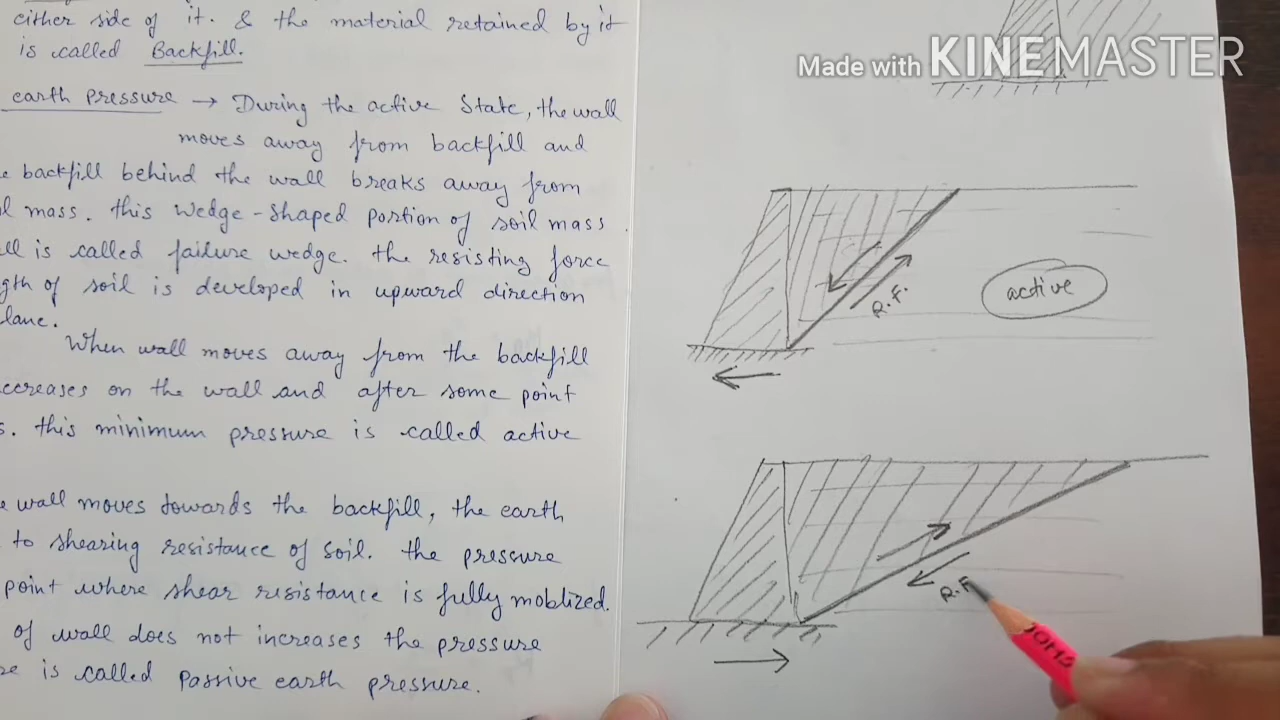 either side of it. & the material retained by it
is called Backfill.
earth pressure → During the active State, the wall
moves away from backfill and
backfill behind the wall breaks away from
mass. this wedge-shaped portion of soil mass
is called failure wedge. the resisting force
of soil is developed in upward direction
When wall moves away from the backfill
on the wall and after some point
this minimum pressure is called active
wall moves towards the backfill, the earth
to shearing resistance of soil. the pressure
point where shear resistance is fully moblized.
of wall does not increases the pressure
is called Passive earth pressure.
Made with KINEMASTER
R.F.
active
R.F
DOMS